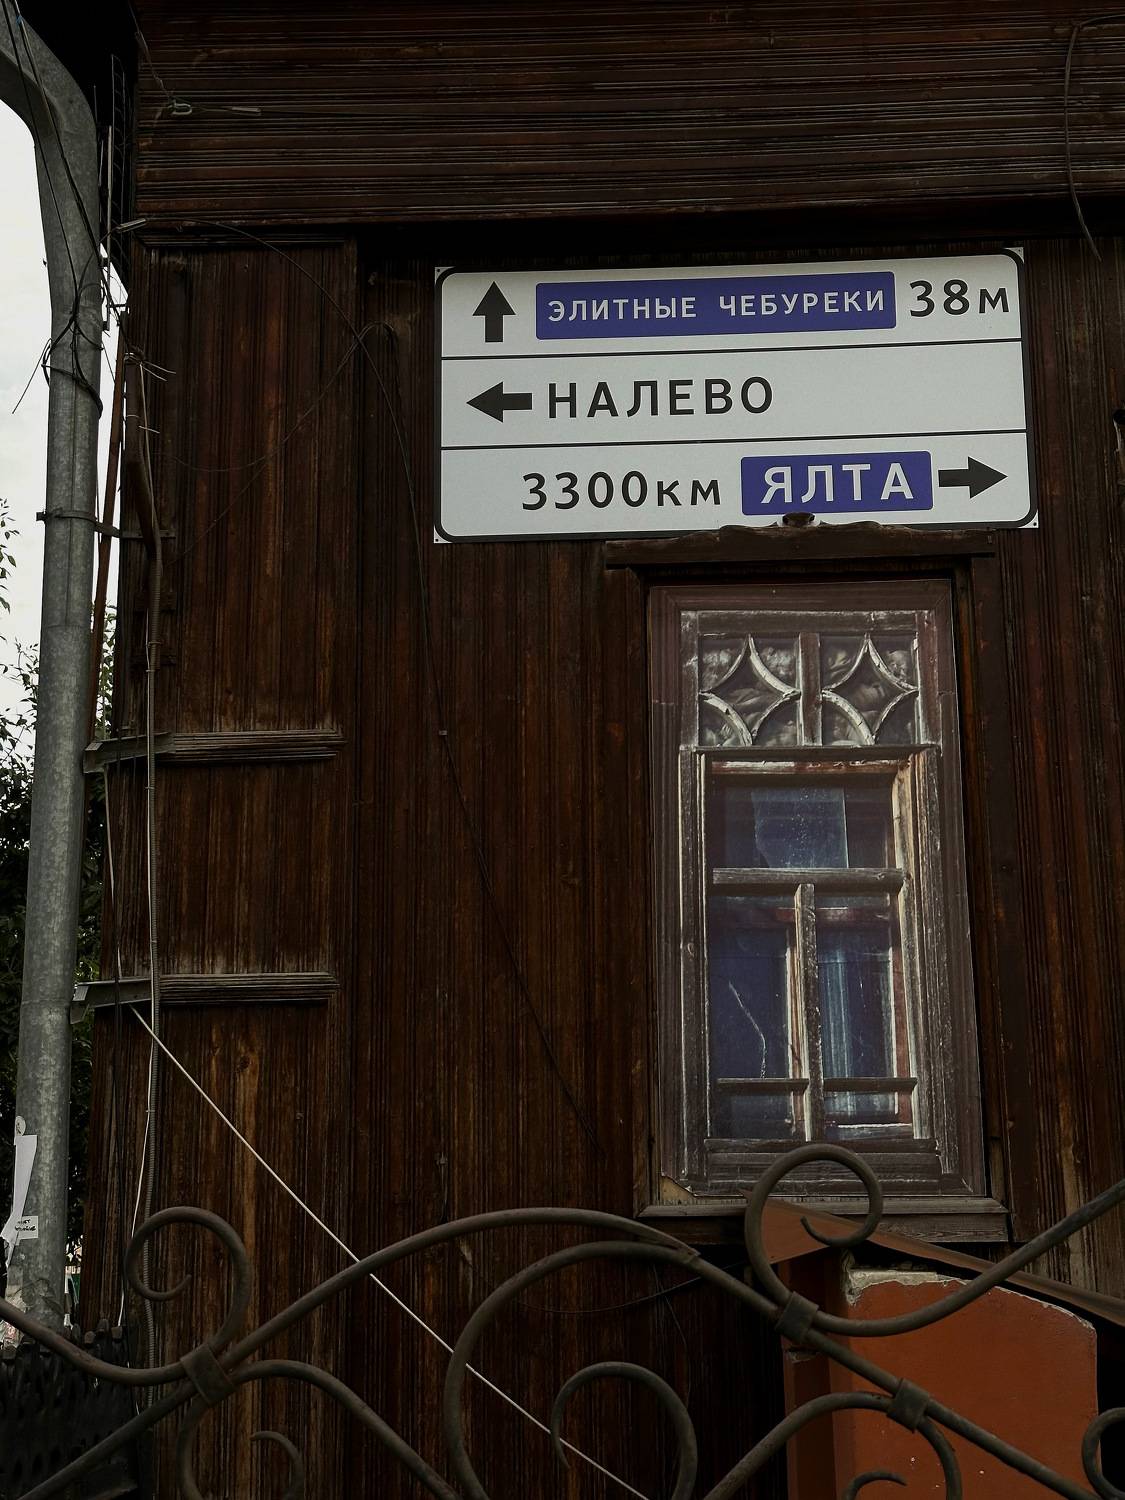 ЭЛИТНЫЕ ЧЕБУРЕКИ 38м
НАЛЕВО
3300км ЯЛТА